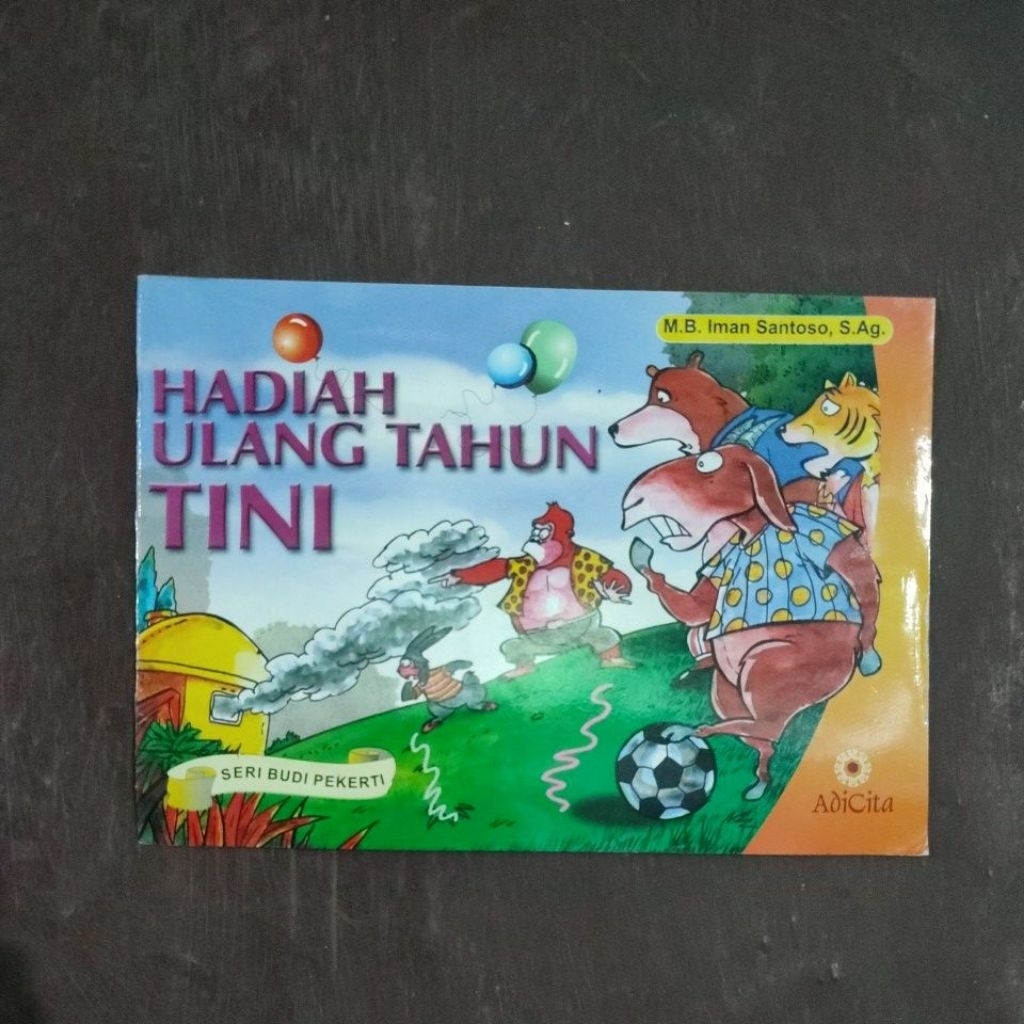 M.B. Iman Santoso, S.Ag.
HADIAH
ULANG TAHUN
TINI
SERI BUDI PEKERTI
AdiCita